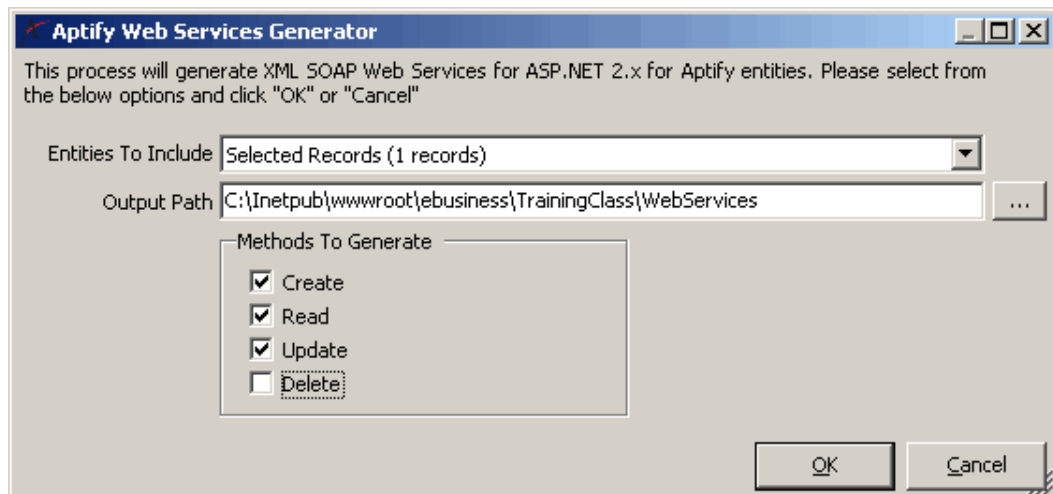 Aptify Web Services Generator
This process will generate XML SOAP Web Services for ASP.NET 2.x for Aptify entities. Please select from
the below options and click "OK" or "Cancel"
Entities To Include Selected Records (1 records)
Output Path C:\Inetpub\wwwroot\ebusiness\TrainingClass\WebServices ...
Methods To Generate
Create
Read
Update
Delete
OK Cancel